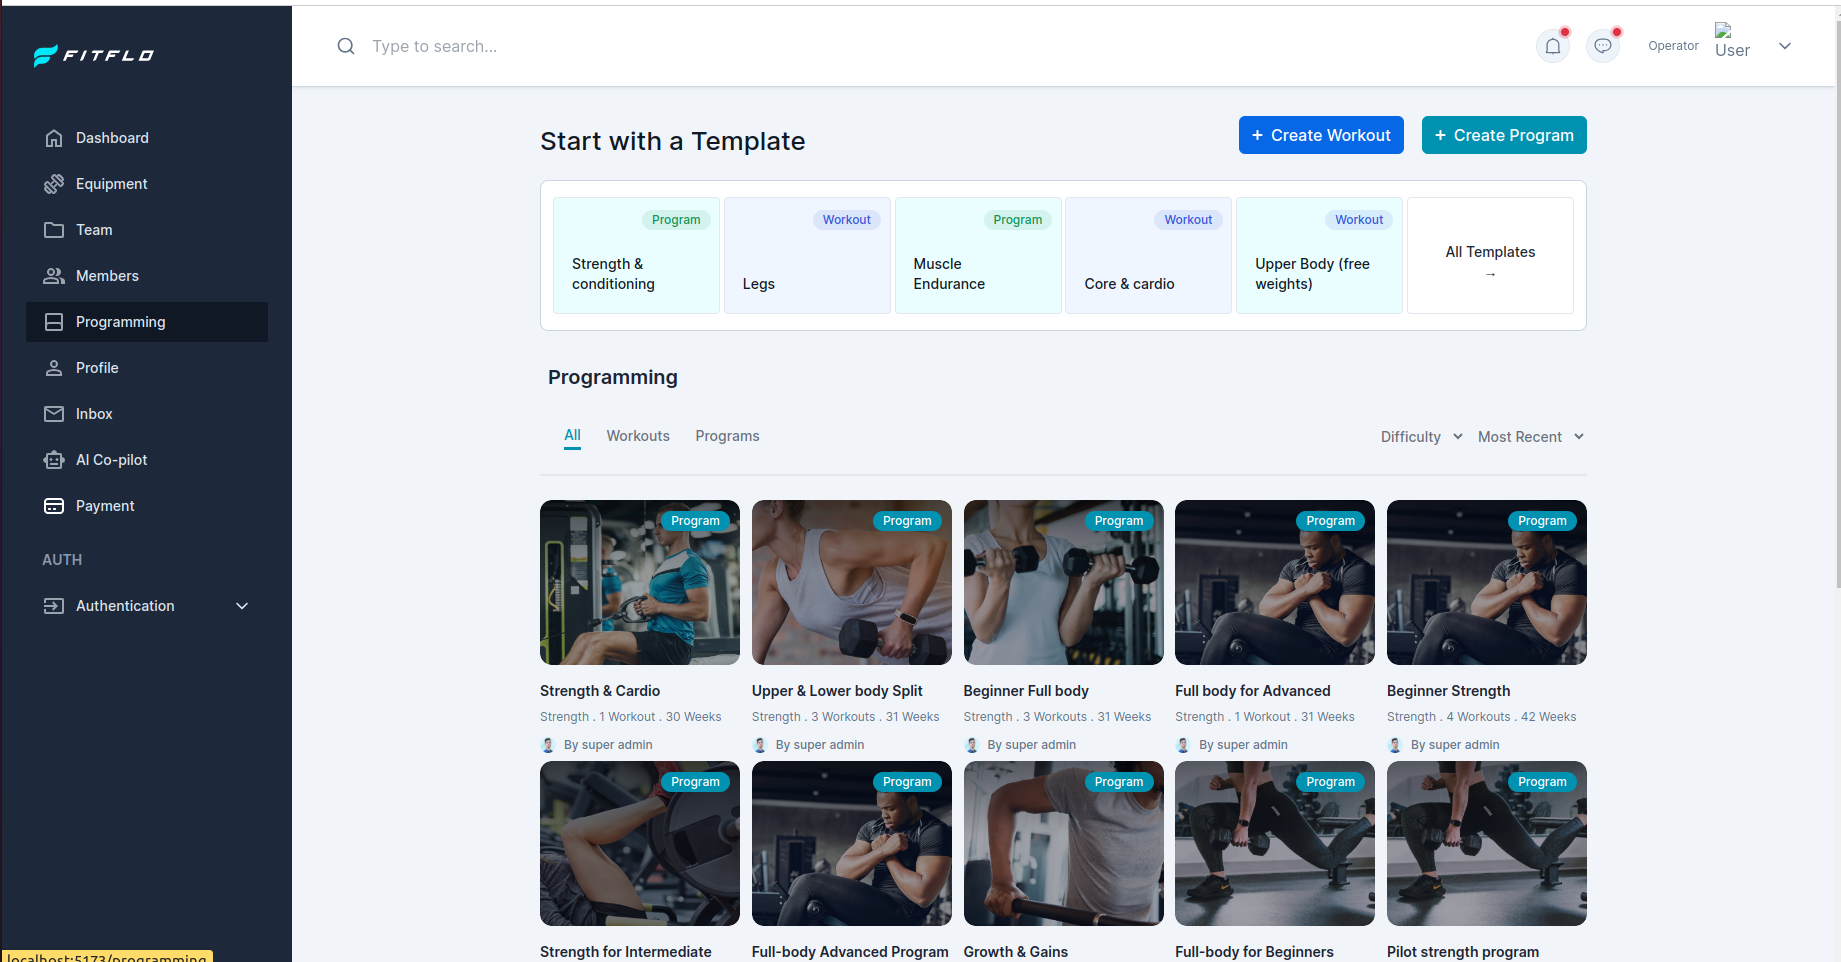 FITFLO
Type to search...
Operator
User
Dashboard
Equipment
Team
Members
Programming
Profile
Inbox
AI Co-pilot
Payment
AUTH
Authentication
Start with a Template
+ Create Workout
+ Create Program
Program
Strength &
conditioning
Workout
Legs
Program
Muscle
Endurance
Workout
Core & cardio
Workout
Upper Body (free
weights)
All Templates
→
Programming
All
Workouts
Programs
Difficulty
Most Recent
Program
Strength & Cardio
Strength . 1 Workout . 30 Weeks
By super admin
Program
Upper & Lower body Split
Strength . 3 Workouts . 31 Weeks
By super admin
Program
Beginner Full body
Strength . 3 Workouts . 31 Weeks
By super admin
Program
Full body for Advanced
Strength . 1 Workout . 31 Weeks
By super admin
Program
Beginner Strength
Strength . 4 Workouts . 42 Weeks
By super admin
Program
Strength for Intermediate
Program
Full-body Advanced Program
Program
Growth & Gains
Program
Full-body for Beginners
Program
Pilot strength program
localhost:5173/programming